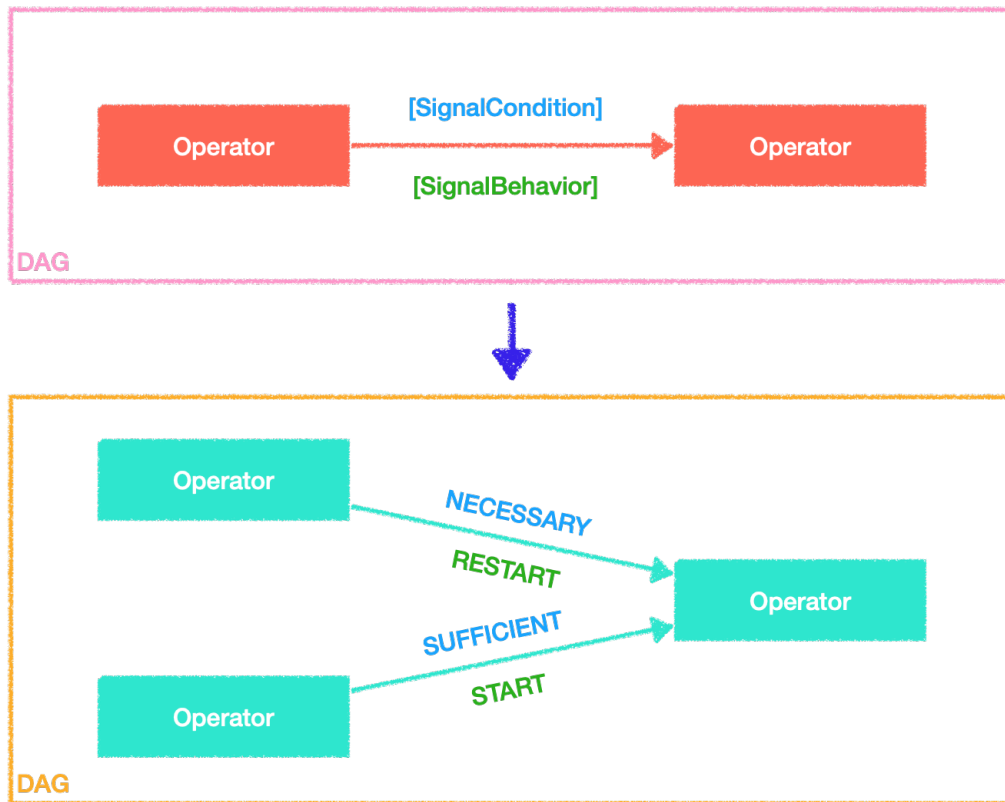 [SignalCondition]
Operator
Operator
[SignalBehavior]
DAG
Operator
NECESSARY
RESTART
Operator
SUFFICIENT
START
Operator
DAG